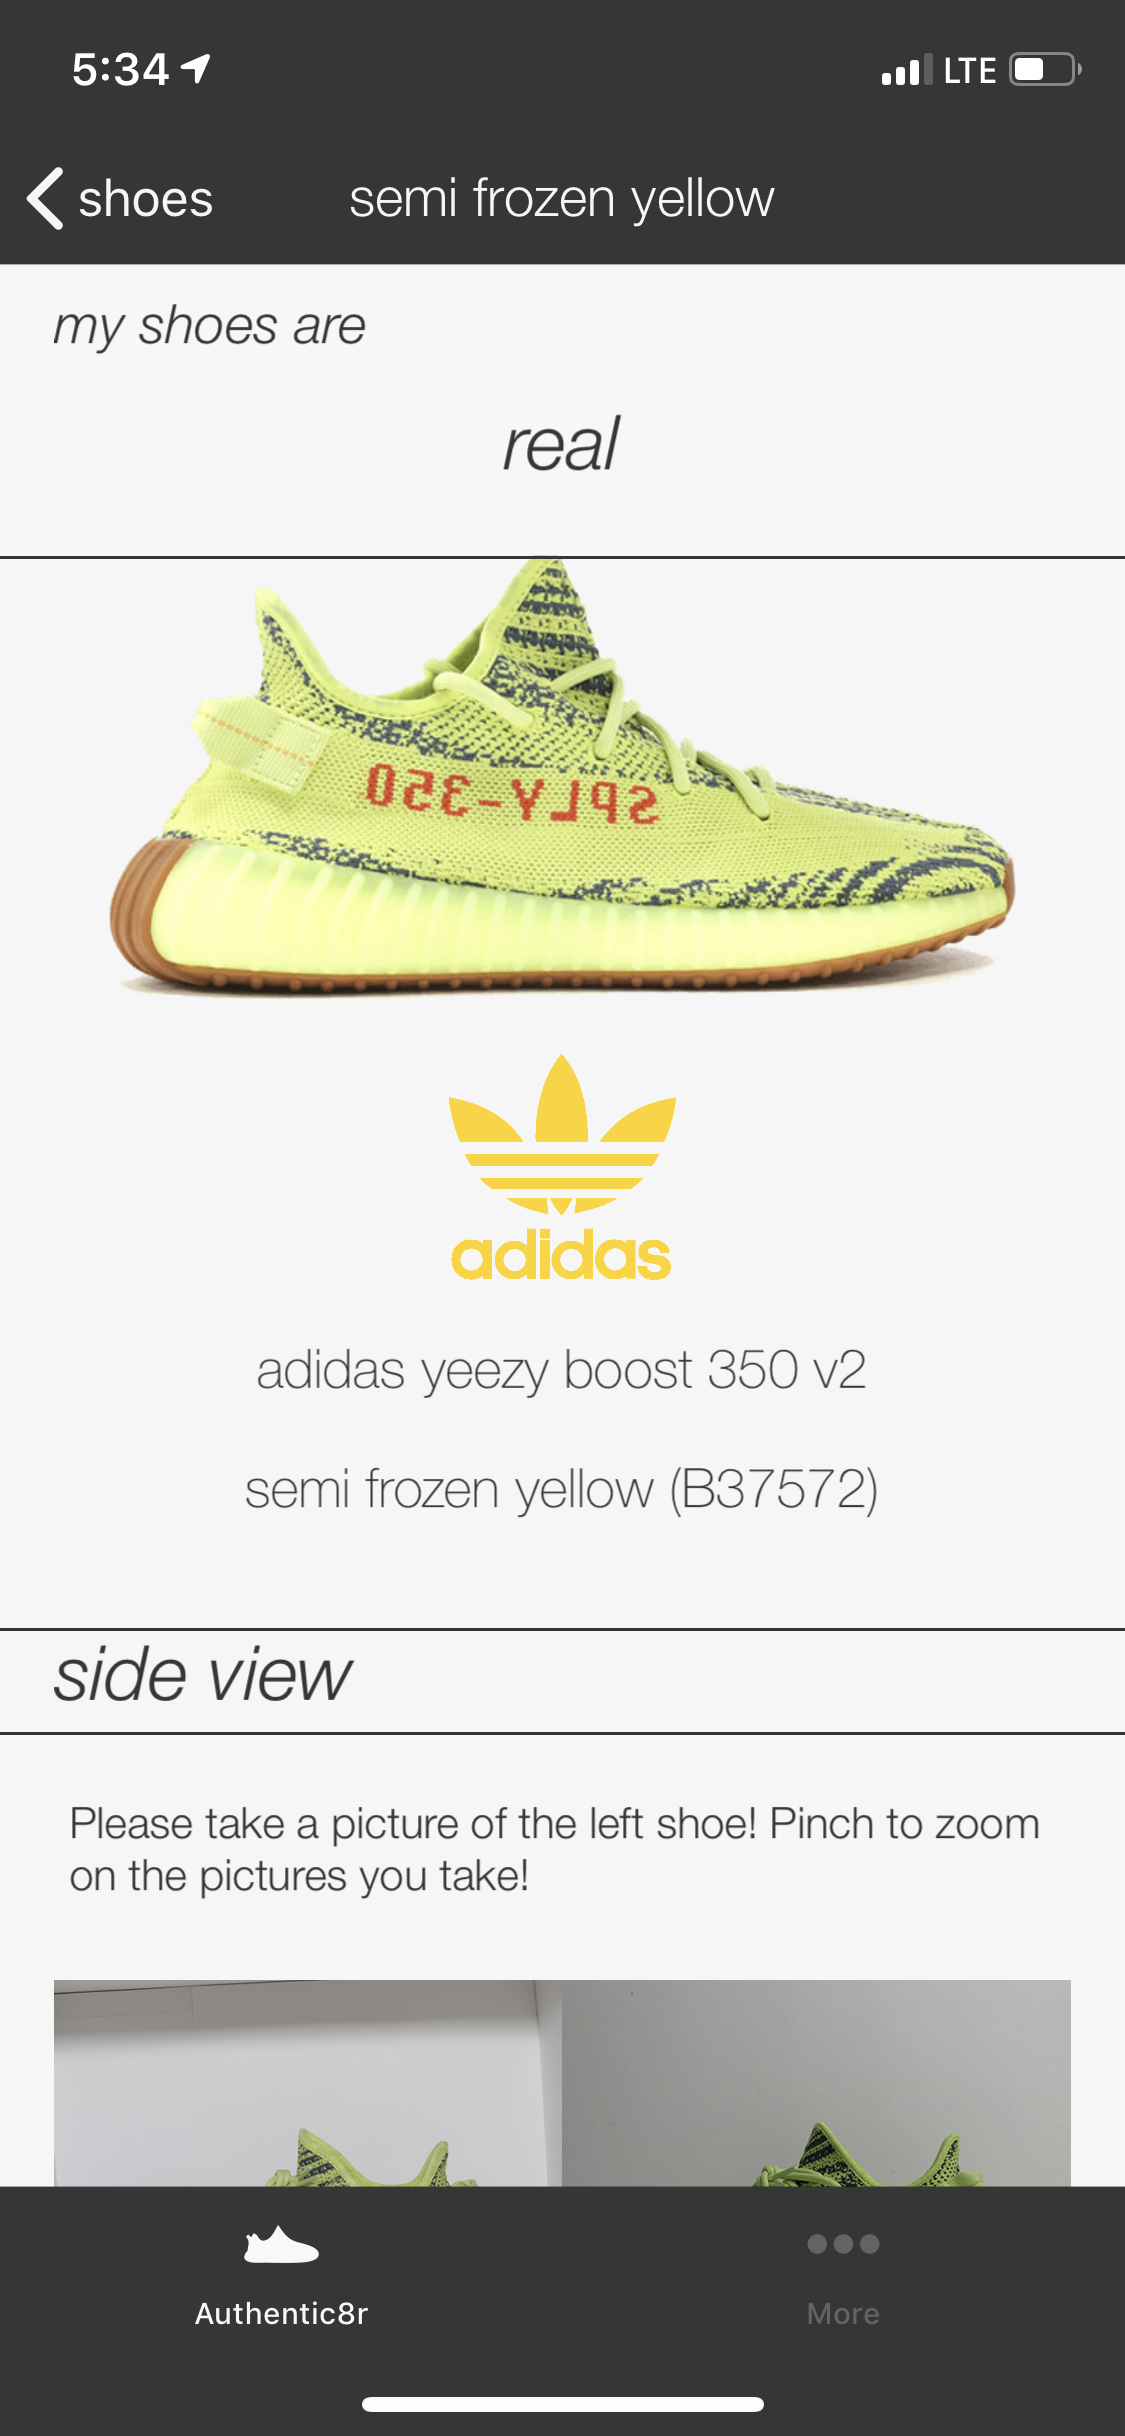 5:34 LTE
shoes semi frozen yellow
my shoes are
real
SPLY-350
adidas
adidas yeezy boost 350 v2
semi frozen yellow (B37572)
side view
Please take a picture of the left shoe! Pinch to zoom
on the pictures you take!
Authentic8r More